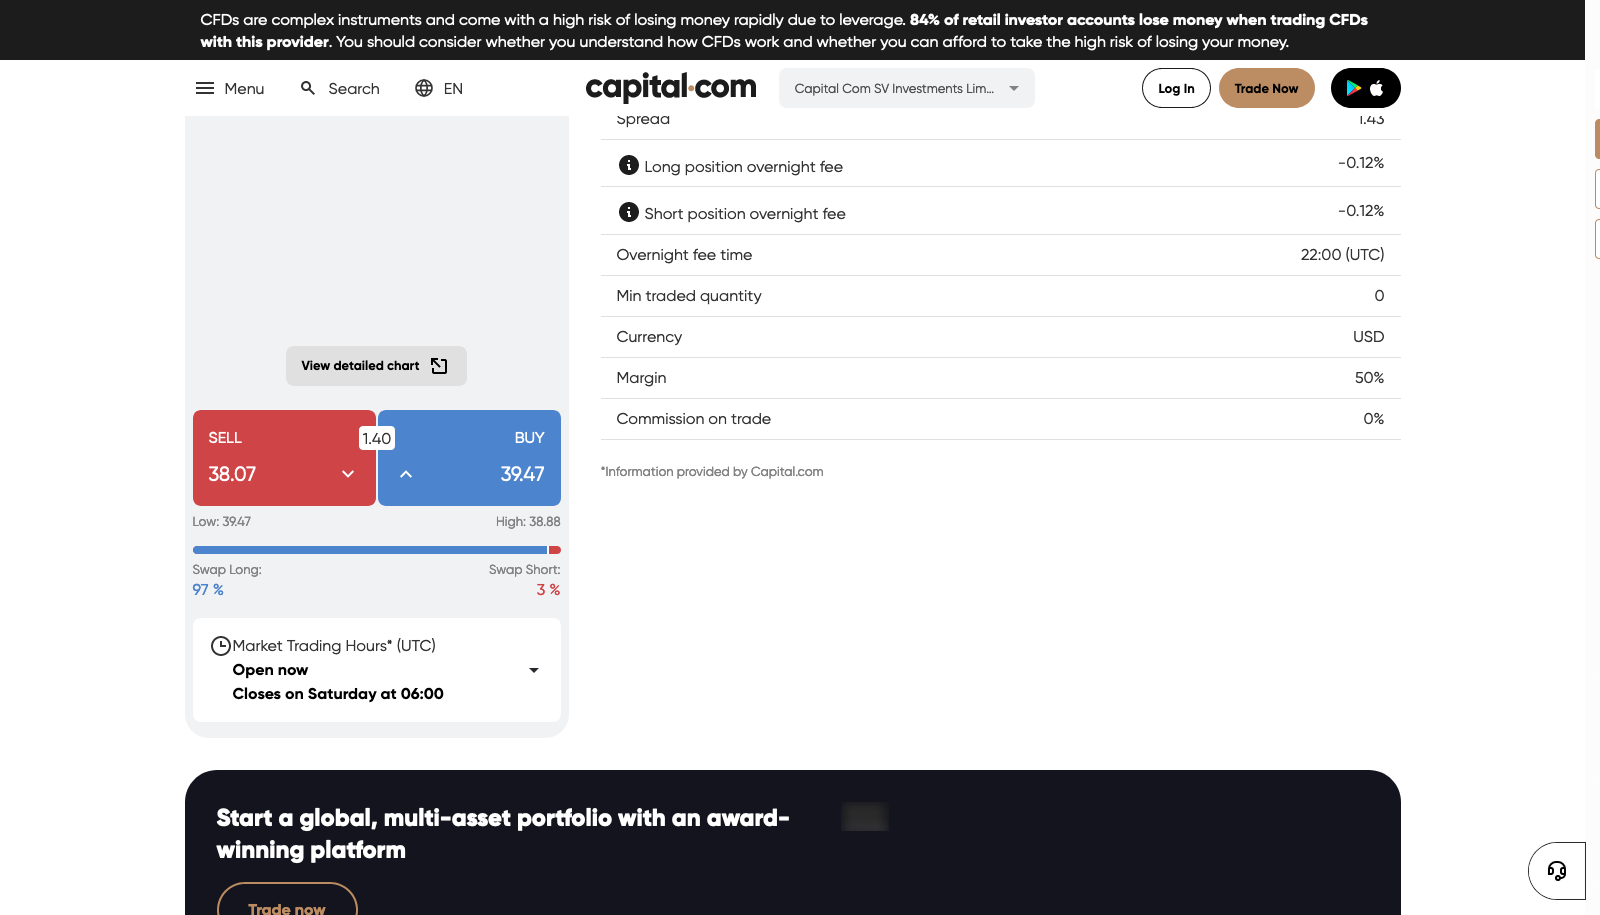 CFDs are complex instruments and come with a high risk of losing money rapidly due to leverage. 84% of retail investor accounts lose money when trading CFDs
with this provider. You should consider whether you understand how CFDs work and whether you can afford to take the high risk of losing your money.
Menu
Search
EN
capital.com
Capital Com SV Investments Lim...
Log In
Trade Now
Spread 1.43
Long position overnight fee -0.12%
Short position overnight fee -0.12%
Overnight fee time 22:00 (UTC)
Min traded quantity 0
Currency USD
Margin 50%
Commission on trade 0%
*Information provided by Capital.com
View detailed chart
SELL 1.40 BUY
38.07 39.47
Low: 39.47 High: 38.88
Swap Long: Swap Short:
97 % 3 %
Market Trading Hours* (UTC)
Open now
Closes on Saturday at 06:00
Start a global, multi-asset portfolio with an award-
winning platform
Trade now